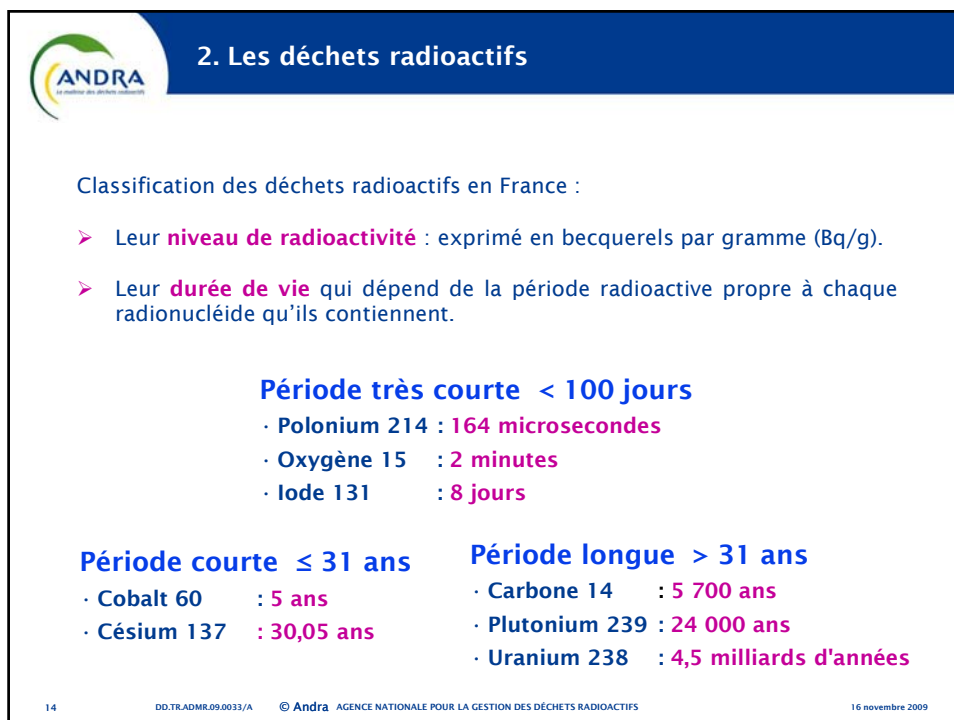 ANDRA
La maîtrise des déchets radioactifs
2. Les déchets radioactifs
Classification des déchets radioactifs en France :
➢ Leur niveau de radioactivité : exprimé en becquerels par gramme (Bq/g).
➢ Leur durée de vie qui dépend de la période radioactive propre à chaque
radionucléide qu'ils contiennent.
Période très courte < 100 jours
· Polonium 214 : 164 microsecondes
· Oxygène 15 : 2 minutes
· Iode 131 : 8 jours
Période courte ≤ 31 ans
· Cobalt 60 : 5 ans
· Césium 137 : 30,05 ans
Période longue > 31 ans
· Carbone 14 : 5 700 ans
· Plutonium 239 : 24 000 ans
· Uranium 238 : 4,5 milliards d'années
14 DD.TR.ADMR.09.0033/A © Andra AGENCE NATIONALE POUR LA GESTION DES DÉCHETS RADIOACTIFS 16 novembre 2009